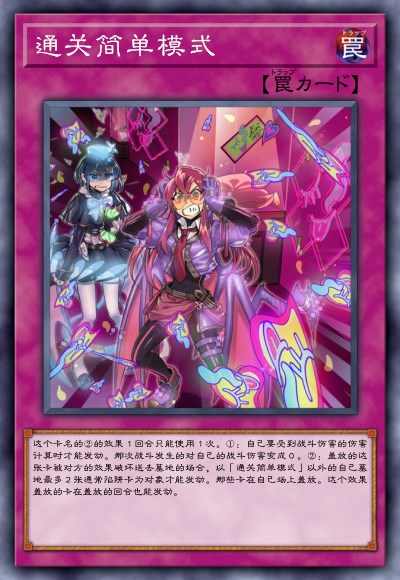 通关简单模式
トラップ
罠
トラップ
【罠カード】
这个卡名的②的效果1回合只能使用1次。①：自己要受到战斗伤害的伤害
计算时才能发动。那次战斗发生的对自己的战斗伤害变成0。②：盖放的这
张卡被对方的效果破坏送去墓地的场合，以「通关简单模式」以外的自己墓
地最多2张通常陷阱卡为对象才能发动。那些卡在自己场上盖放。这个效果
盖放的卡在盖放的回合也能发动。